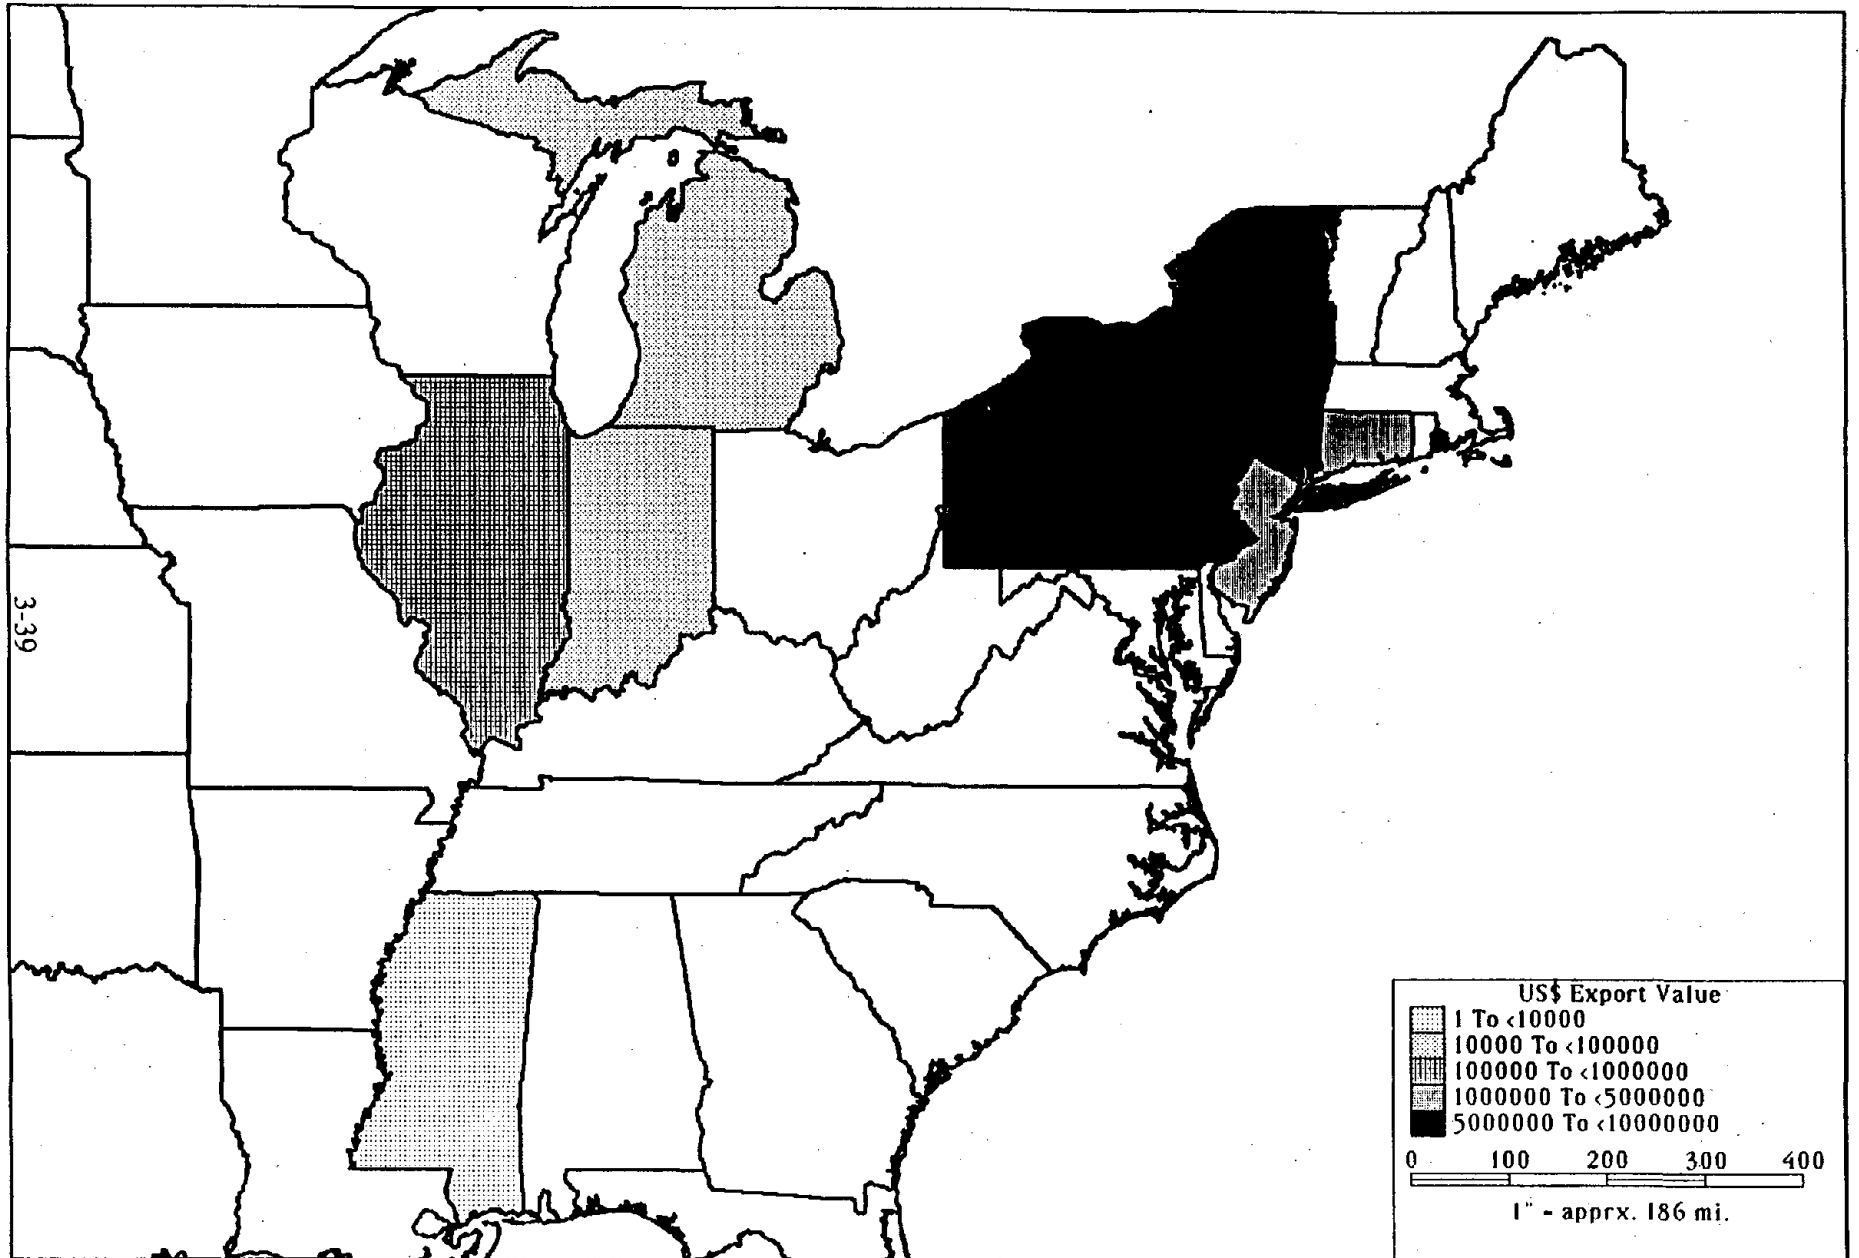 3-39
US$ Export Value
1 To <10000
10000 To <100000
100000 To <1000000
1000000 To <5000000
5000000 To <10000000
0 100 200 300 400
1" - apprx. 186 mi.